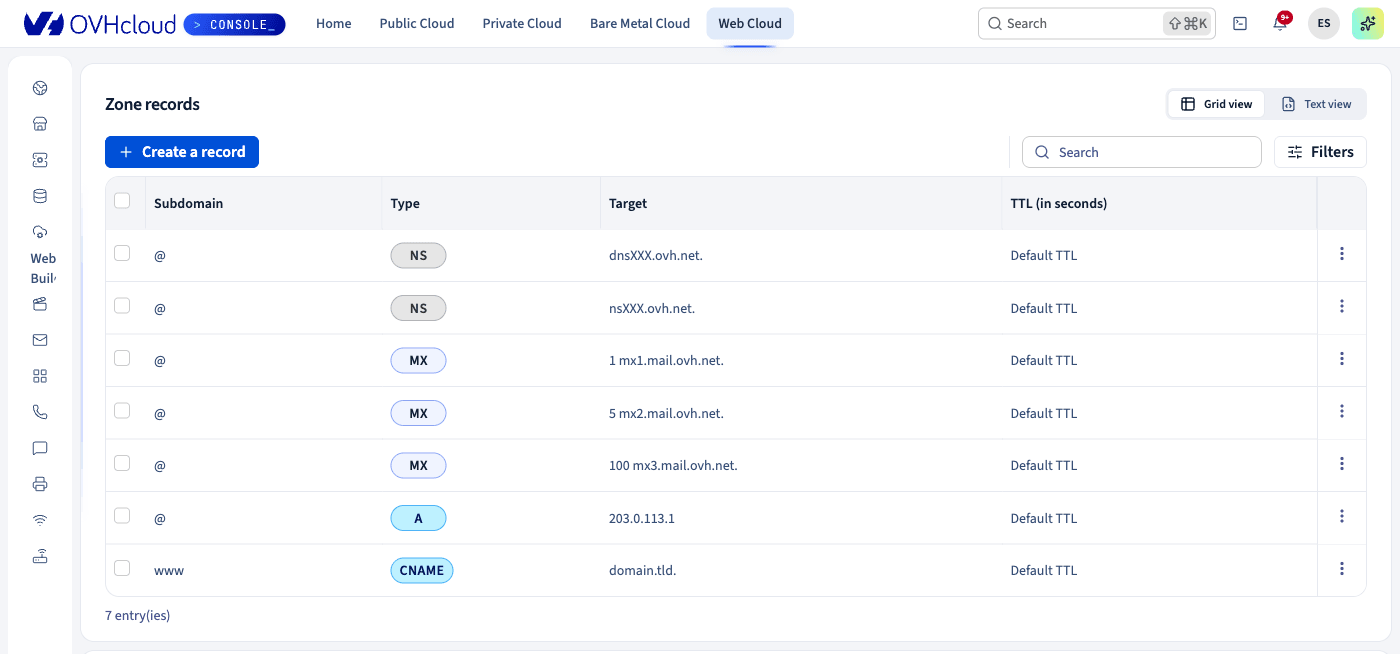 OVHcloud > CONSOLE_ Home Public Cloud Private Cloud Bare Metal Cloud Web Cloud Search ⇧⌘K 9+ ES
Zone records Grid view Text view
+ Create a record Search Filters
Subdomain Type Target TTL (in seconds)
@ NS dnsXXX.ovh.net. Default TTL
Web
Buil
@ NS nsXXX.ovh.net. Default TTL
@ MX 1 mx1.mail.ovh.net. Default TTL
@ MX 5 mx2.mail.ovh.net. Default TTL
@ MX 100 mx3.mail.ovh.net. Default TTL
@ A 203.0.113.1 Default TTL
www CNAME domain.tld. Default TTL
7 entry(ies)